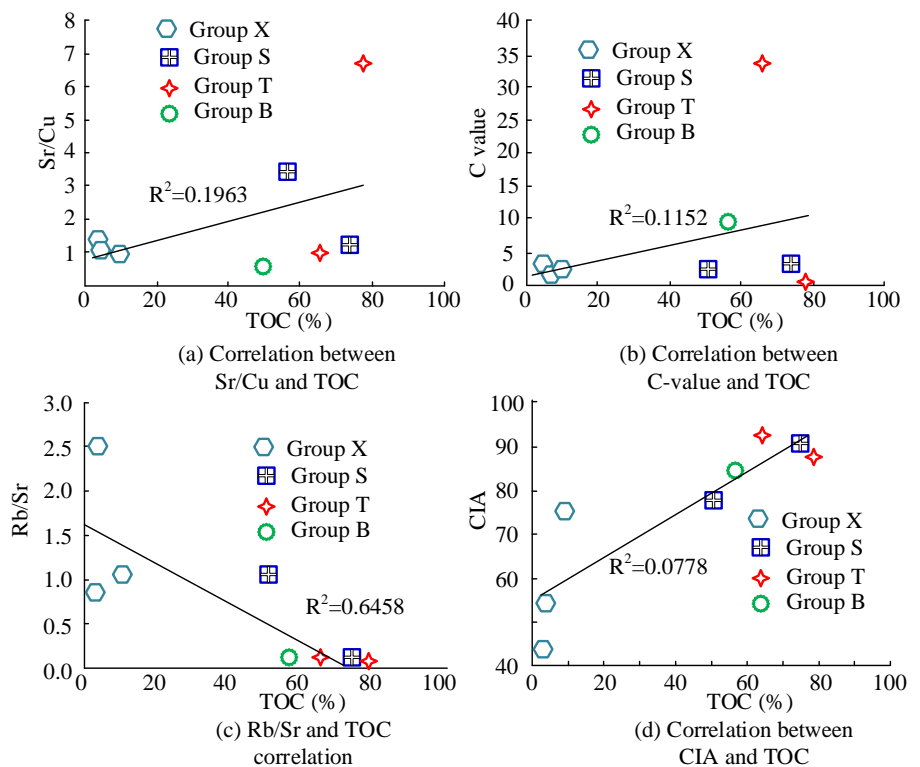 8
7
6
5
4
3
2
1
0
Sr/Cu
Group X
Group S
Group T
Group B
R²=0.1963
0 20 40 60 80 100
TOC (%)
(a) Correlation between
Sr/Cu and TOC
40
35
30
25
20
15
10
5
0
C value
Group X
Group S
Group T
Group B
R²=0.1152
0 20 40 60 80 100
TOC (%)
(b) Correlation between
C-value and TOC
3.0
2.5
2.0
1.5
1.0
0.5
0.0
Rb/Sr
Group X
Group S
Group T
Group B
R²=0.6458
0 20 40 60 80 100
TOC (%)
(c) Rb/Sr and TOC
correlation
100
90
80
70
60
50
40
CIA
Group X
Group S
Group T
Group B
R²=0.0778
0 20 40 60 80 100
TOC (%)
(d) Correlation between
CIA and TOC